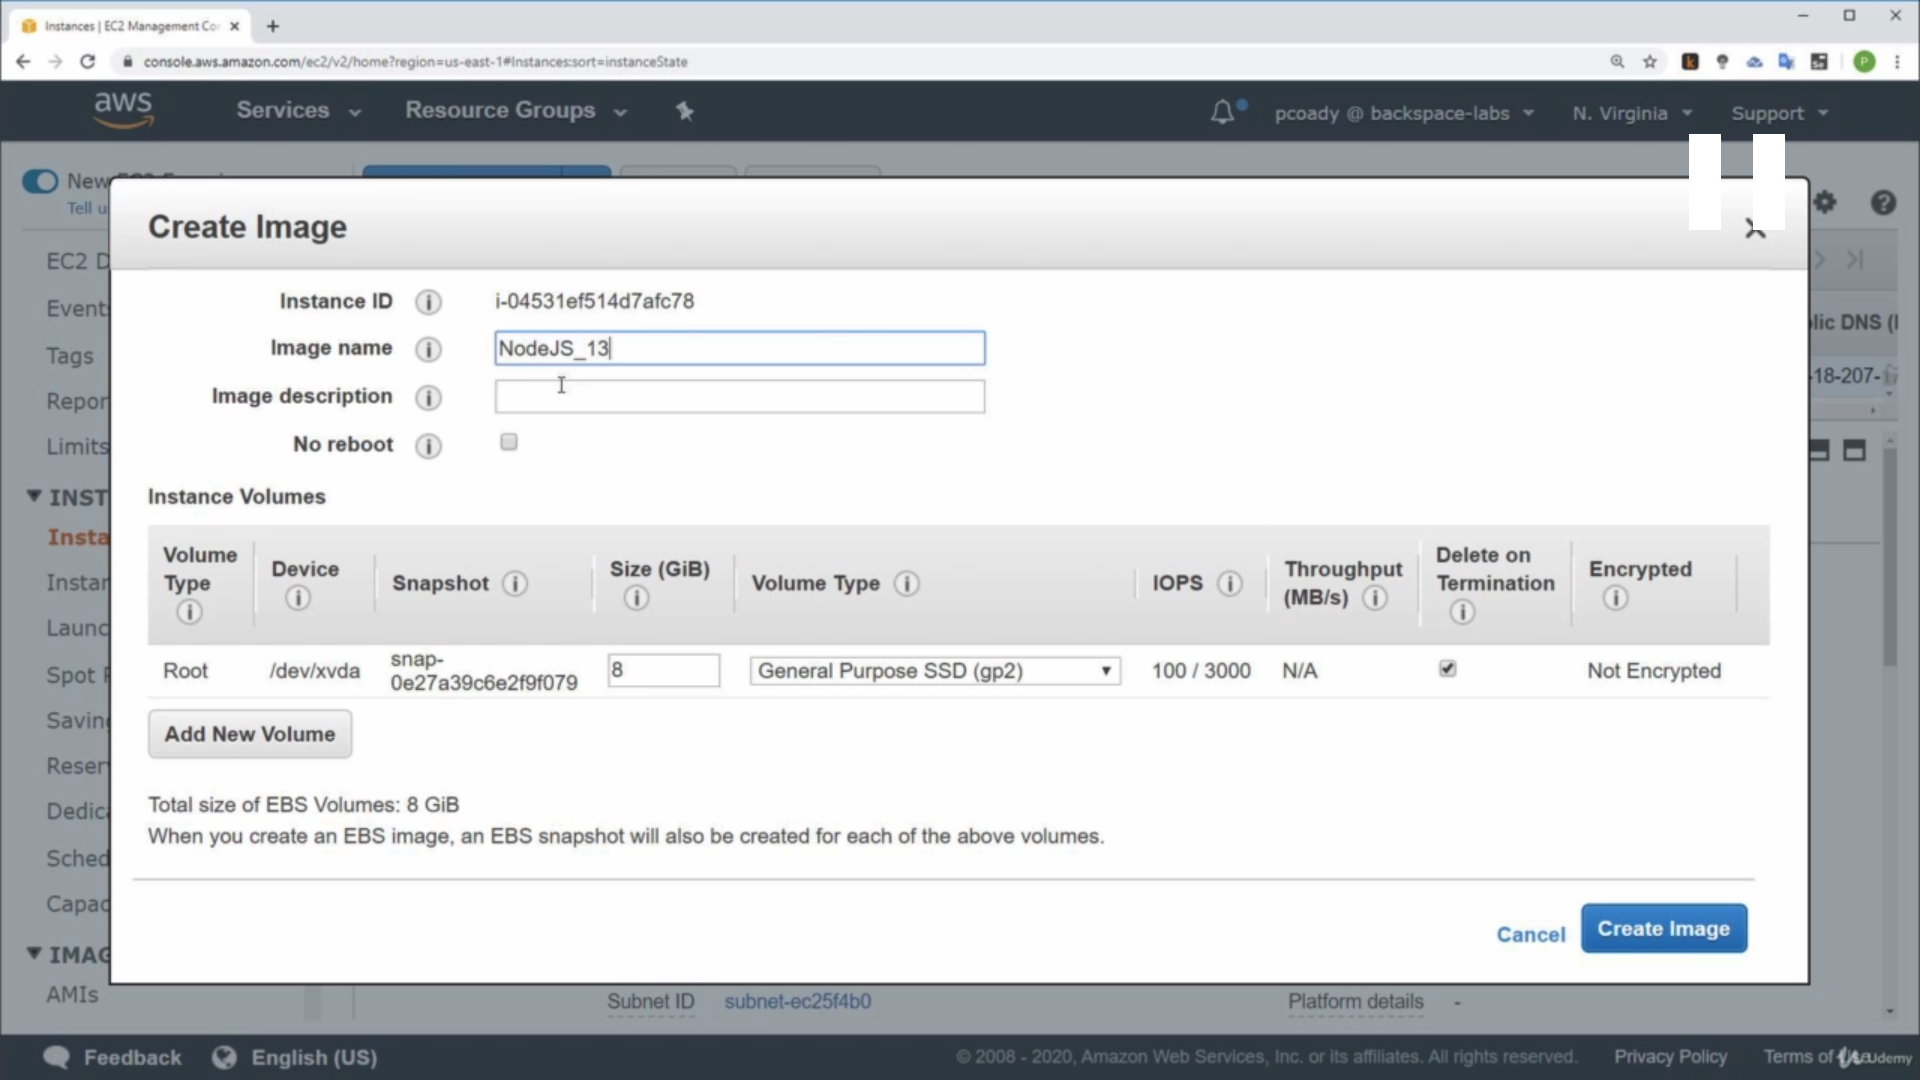 Instances | EC2 Management Co
console.aws.amazon.com/ec2/v2/home?region=us-east-1#Instances:sort=instanceState
aws
Services
Resource Groups
pcoady @ backspace-labs
N. Virginia
Support
New EC2
Tell u
Create Image
EC2 D
Instance ID
i-04531ef514d7afc78
Events
lic DNS (I
Image name
NodeJS_13
Tags
-18-207-
Image description
Repor
No reboot
Limits
Instance Volumes
INST
Insta
Volume Type
Device
Snapshot
Size (GiB)
Volume Type
IOPS
Throughput (MB/s)
Delete on Termination
Encrypted
Instar
Launc
Root
/dev/xvda
snap-0e27a39c6e2f9f079
8
General Purpose SSD (gp2)
100 / 3000
N/A
Not Encrypted
Spot R
Saving
Add New Volume
Reser
Dedica
Total size of EBS Volumes: 8 GiB
When you create an EBS image, an EBS snapshot will also be created for each of the above volumes.
Sched
Capac
Cancel
Create Image
IMAG
AMIs
Subnet ID
subnet-ec25f4b0
Platform details
-
Feedback
English (US)
© 2008 - 2020, Amazon Web Services, Inc. or its affiliates. All rights reserved.
Privacy Policy
Terms of Use
Udemy